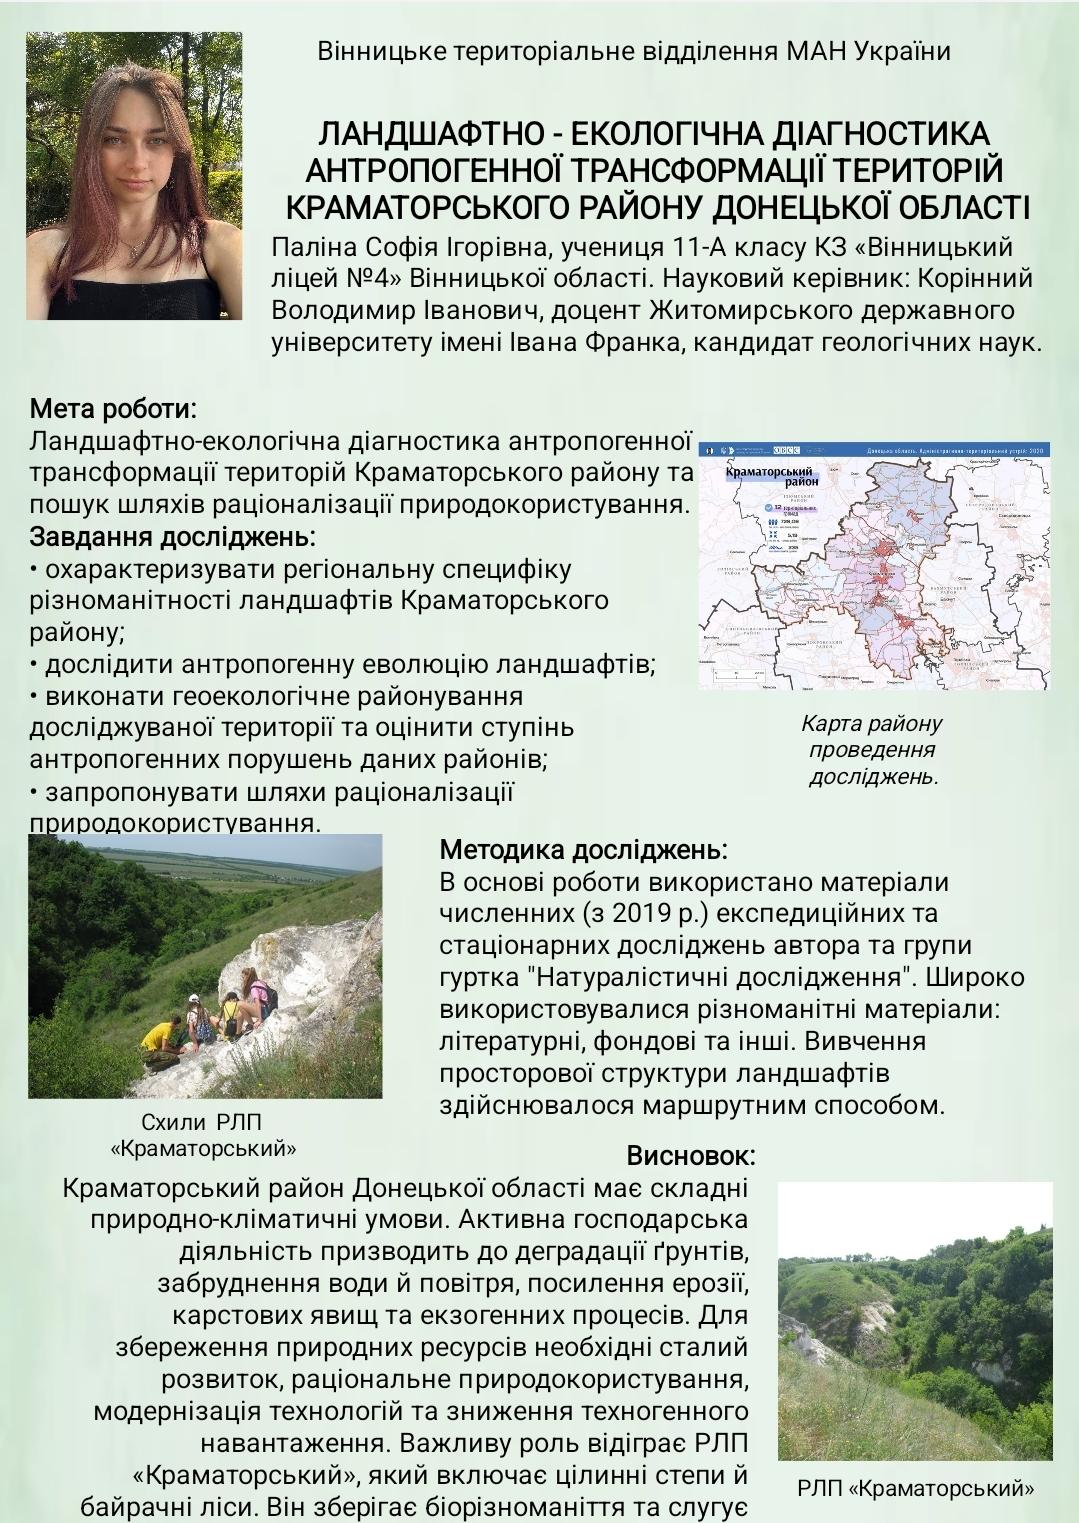 Вінницьке територіальне відділення МАН України
ЛАНДШАФТНО - ЕКОЛОГІЧНА ДІАГНОСТИКА
АНТРОПОГЕННОЇ ТРАНСФОРМАЦІЇ ТЕРИТОРІЙ
КРАМАТОРСЬКОГО РАЙОНУ ДОНЕЦЬКОЇ ОБЛАСТІ
Паліна Софія Ігорівна, учениця 11-А класу КЗ «Вінницький
ліцей №4» Вінницької області. Науковий керівник: Корінний
Володимир Іванович, доцент Житомирського державного
університету імені Івана Франка, кандидат геологічних наук.
Мета роботи:
Ландшафтно-екологічна діагностика антропогенної
трансформації територій Краматорського району та
пошук шляхів раціоналізації природокористування.
Завдання досліджень:
• охарактеризувати регіональну специфіку
різноманітності ландшафтів Краматорського
району;
• дослідити антропогенну еволюцію ландшафтів;
• виконати геоекологічне районування
досліджуваної території та оцінити ступінь
антропогенних порушень даних районів;
• запропонувати шляхи раціоналізації
природокористування.
Донецька область. Адміністративно-територіальний устрій: 2020
Краматорський
район
12
Карта району
проведення
досліджень.
Методика досліджень:
В основі роботи використано матеріали
численних (з 2019 р.) експедиційних та
стаціонарних досліджень автора та групи
гуртка "Натуралістичні дослідження". Широко
використовувалися різноманітні матеріали:
літературні, фондові та інші. Вивчення
просторової структури ландшафтів
здійснювалося маршрутним способом.
Схили РЛП
«Краматорський»
Висновок:
Краматорський район Донецької області має складні
природно-кліматичні умови. Активна господарська
діяльність призводить до деградації ґрунтів,
забруднення води й повітря, посилення ерозії,
карстових явищ та екзогенних процесів. Для
збереження природних ресурсів необхідні сталий
розвиток, раціональне природокористування,
модернізація технологій та зниження техногенного
навантаження. Важливу роль відіграє РЛП
«Краматорський», який включає цілинні степи й
байрачні ліси. Він зберігає біорізноманіття та слугує
РЛП «Краматорський»